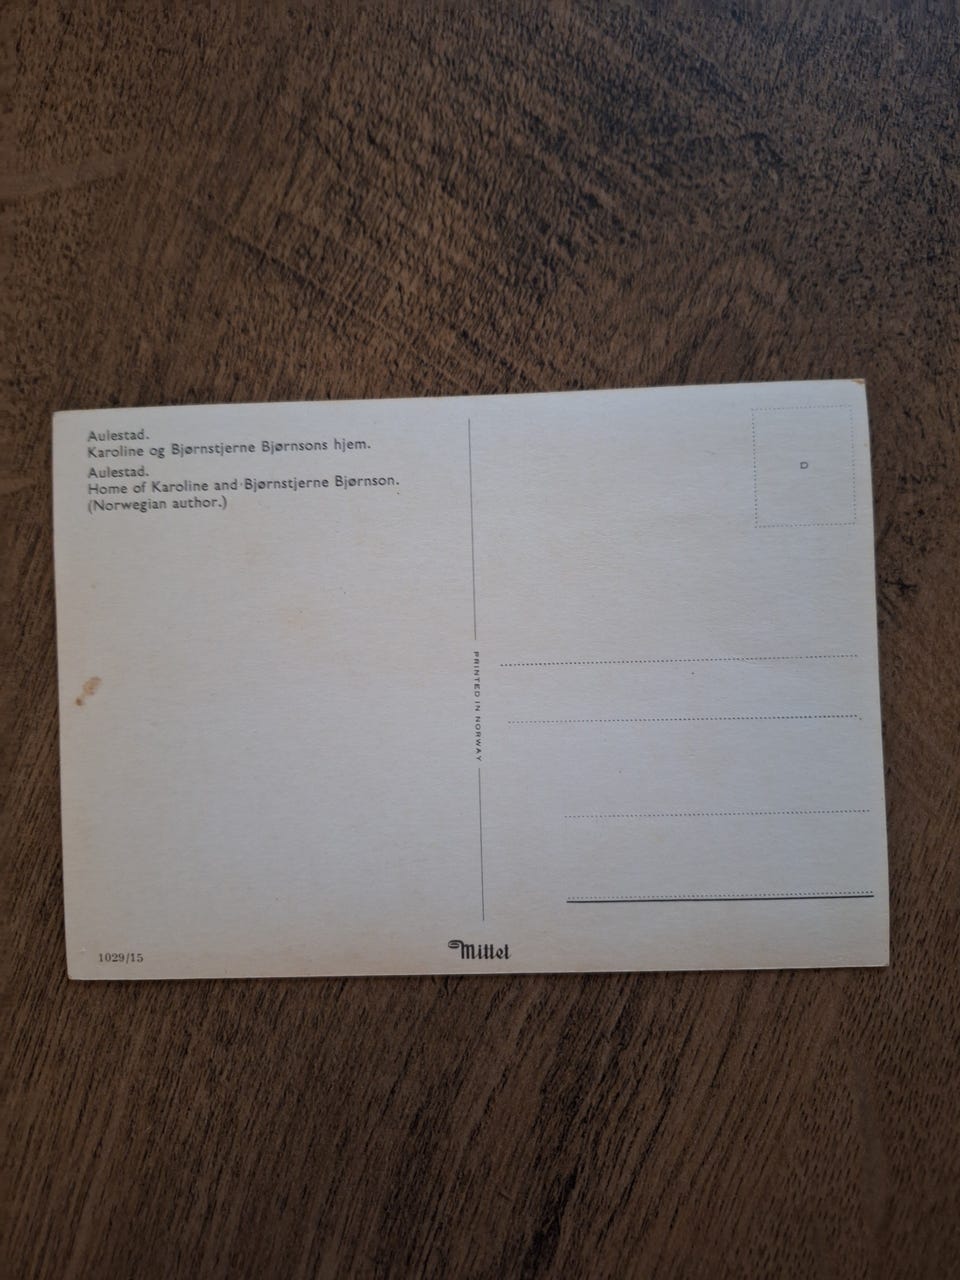 Aulestad.
Karoline og Bjørnstjerne Bjørnsons hjem.
Aulestad.
Home of Karoline and Bjørnstjerne Bjørnson.
(Norwegian author.)
D
PRINTED IN NORWAY
1029/15
Mittet